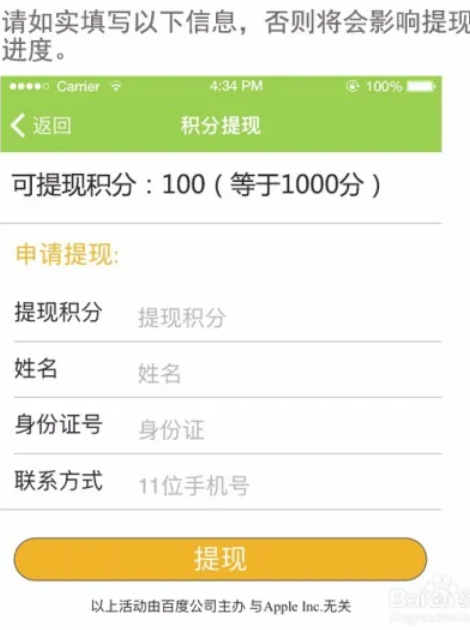 请如实填写以下信息，否则将会影响提现
进度。
Carrier 4:34 PM 100%
返回 积分提现
可提现积分：100（等于1000分）
申请提现:
提现积分 提现积分
姓名 姓名
身份证号 身份证
联系方式 11位手机号
提现
以上活动由百度公司主办 与Apple Inc.无关